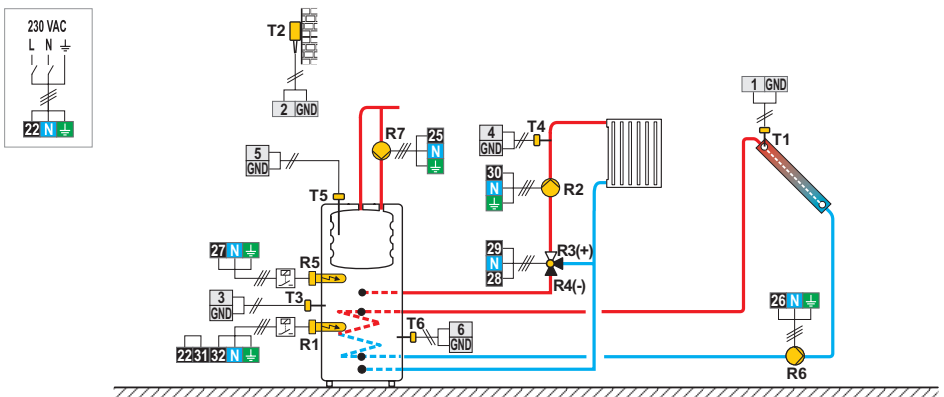 230 VAC
L N
22 N
T2
2 GND
R7
25
N
5
GND
T5
4
GND
T4
30
N
R2
1 GND
T1
29
N
28
R3(+)
R4(-)
27 N
R5
3
GND
T3
R1
22 31 32 N
T6
6
GND
26 N
R6